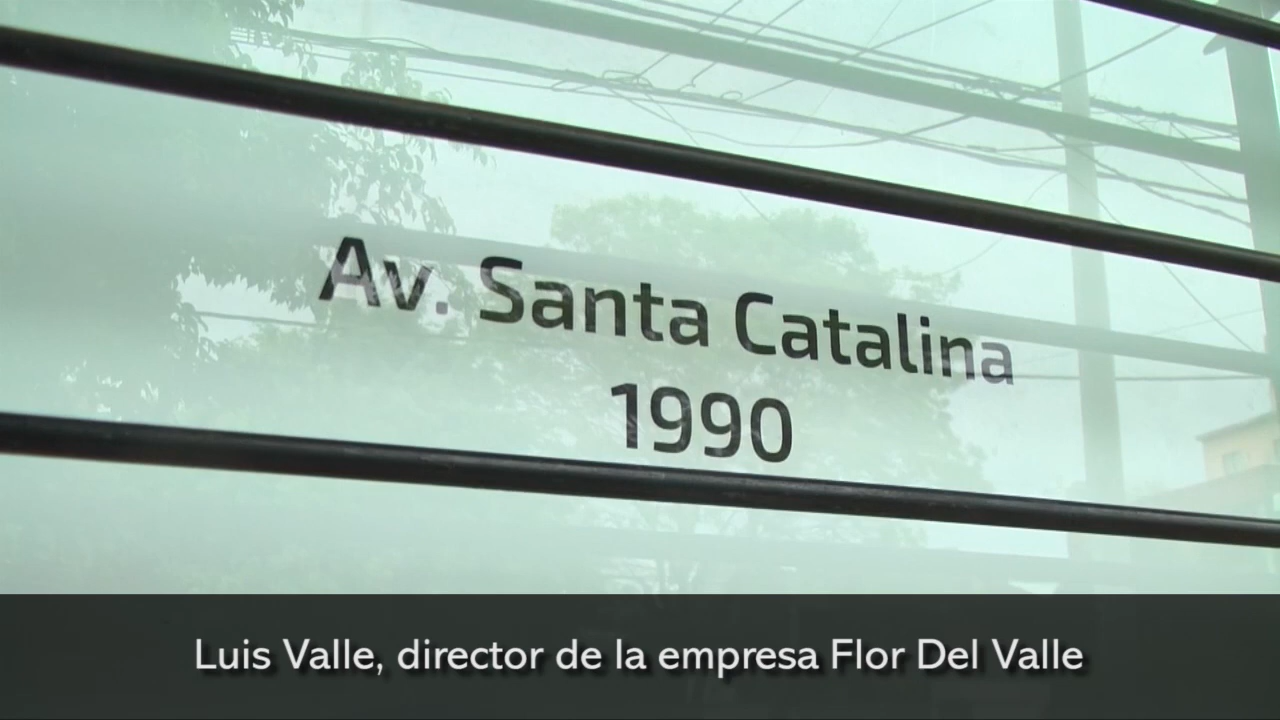 Av. Santa Catalina
1990
Luis Valle, director de la empresa Flor Del Valle